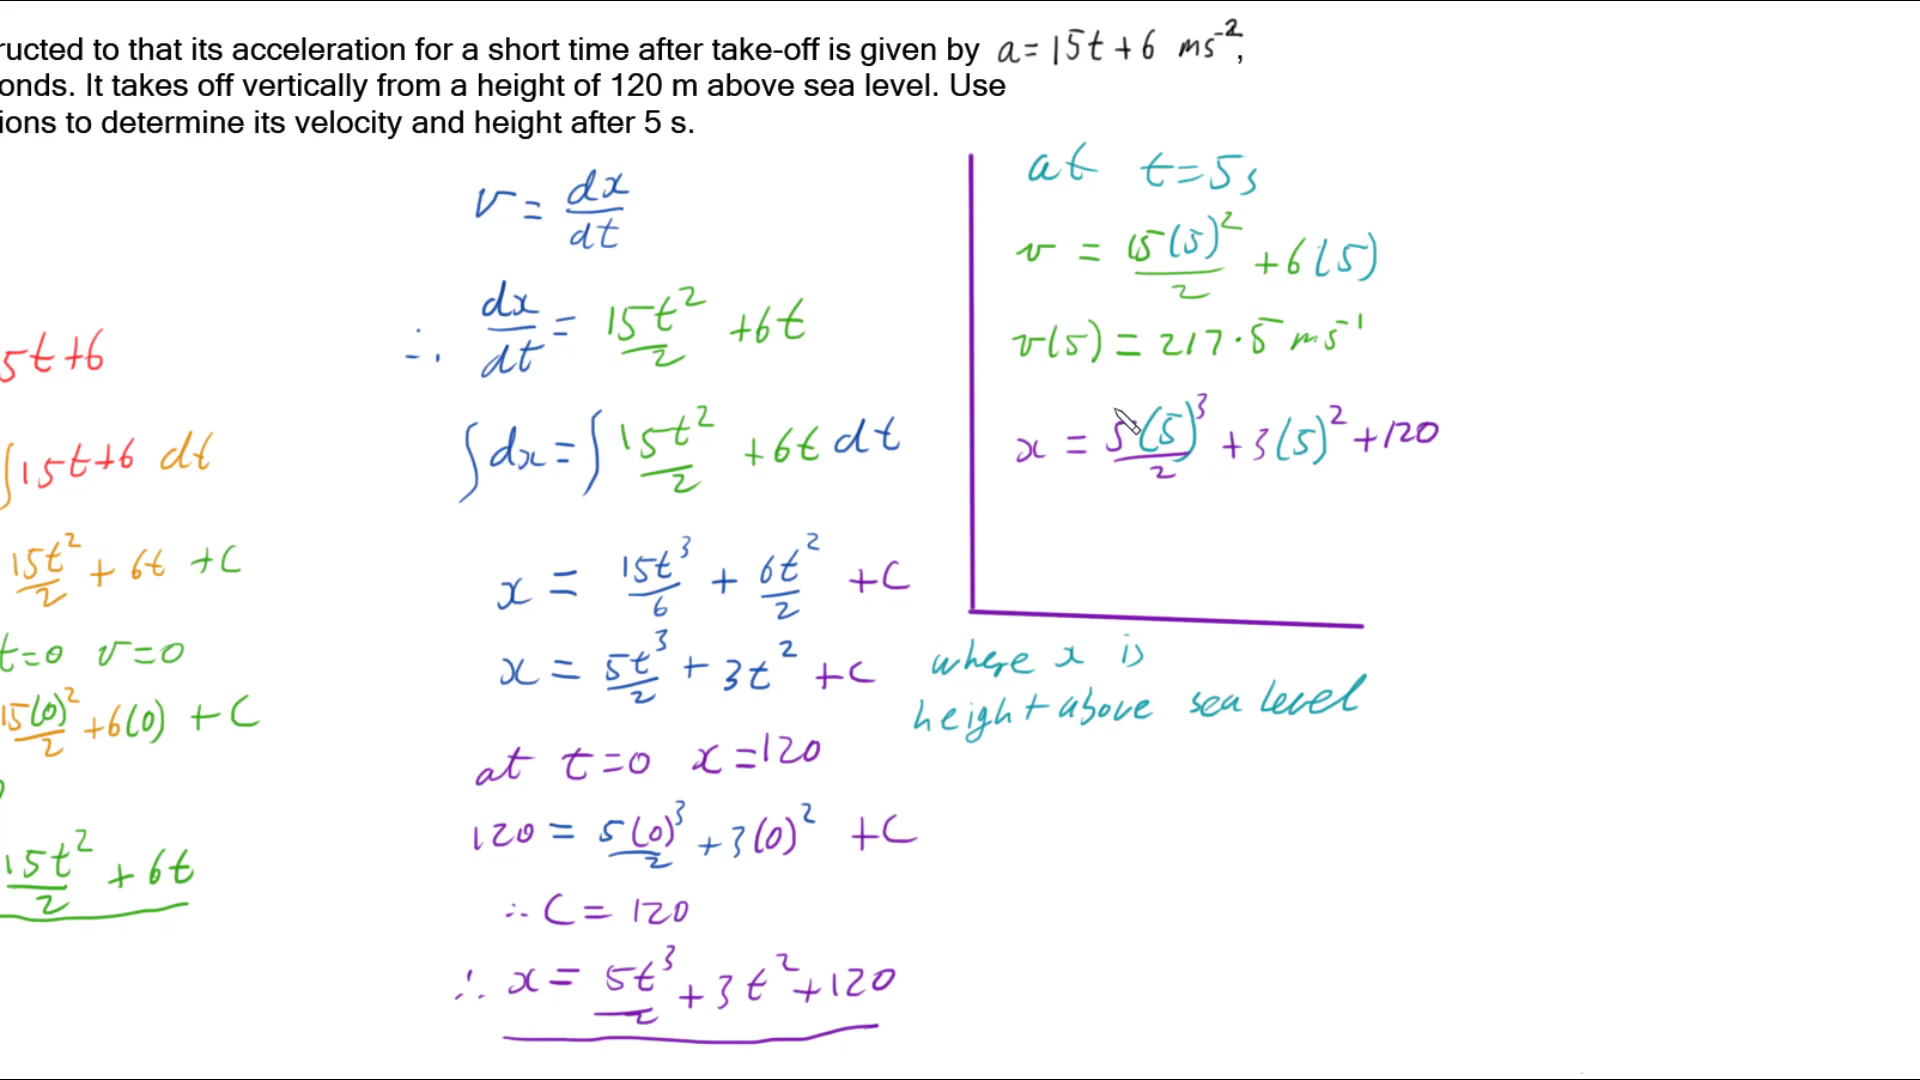 ructed to that its acceleration for a short time after take-off is given by a = 15t + 6 ms⁻²,
onds. It takes off vertically from a height of 120 m above sea level. Use
ions to determine its velocity and height after 5 s.
5t+6
∫15t+6 dt
15t²/2 + 6t + C
t=0 v=0
15(0)²/2 + 6(0) + C
15t²/2 + 6t
v = dx/dt
∴ dx/dt = 15t²/2 + 6t
∫dx = ∫15t²/2 + 6t dt
x = 15t³/6 + 6t²/2 + C
x = 5t³/2 + 3t² + C
at t=0 x=120
120 = 5(0)³/2 + 3(0)² + C
∴ C = 120
∴ x = 5t³/2 + 3t² + 120
at t=5s
v = 15(5)²/2 + 6(5)
v(5) = 217·5 ms⁻¹
x = 5(5)³/2 + 3(5)² + 120
where x is
height above sea level